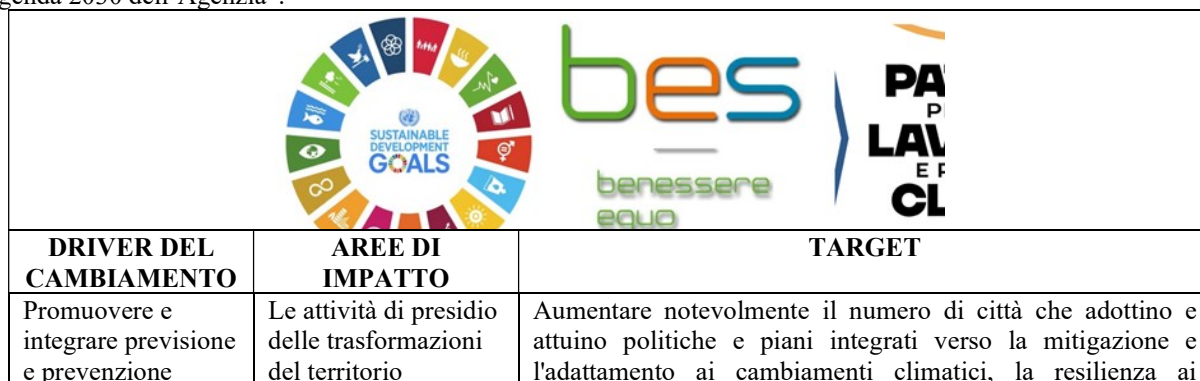 genda 2030 dell'Agenzia".
SUSTAINABLE
DEVELOPMENT
GOALS
bes
benessere
equo
PA
LAV
E
CL
DRIVER DEL
CAMBIAMENTO
AREE DI
IMPATTO
TARGET
Promuovere e
integrare previsione
e prevenzione
Le attività di presidio
delle trasformazioni
del territorio
Aumentare notevolmente il numero di città che adottino e
attuino politiche e piani integrati verso la mitigazione e
l'adattamento ai cambiamenti climatici, la resilienza ai